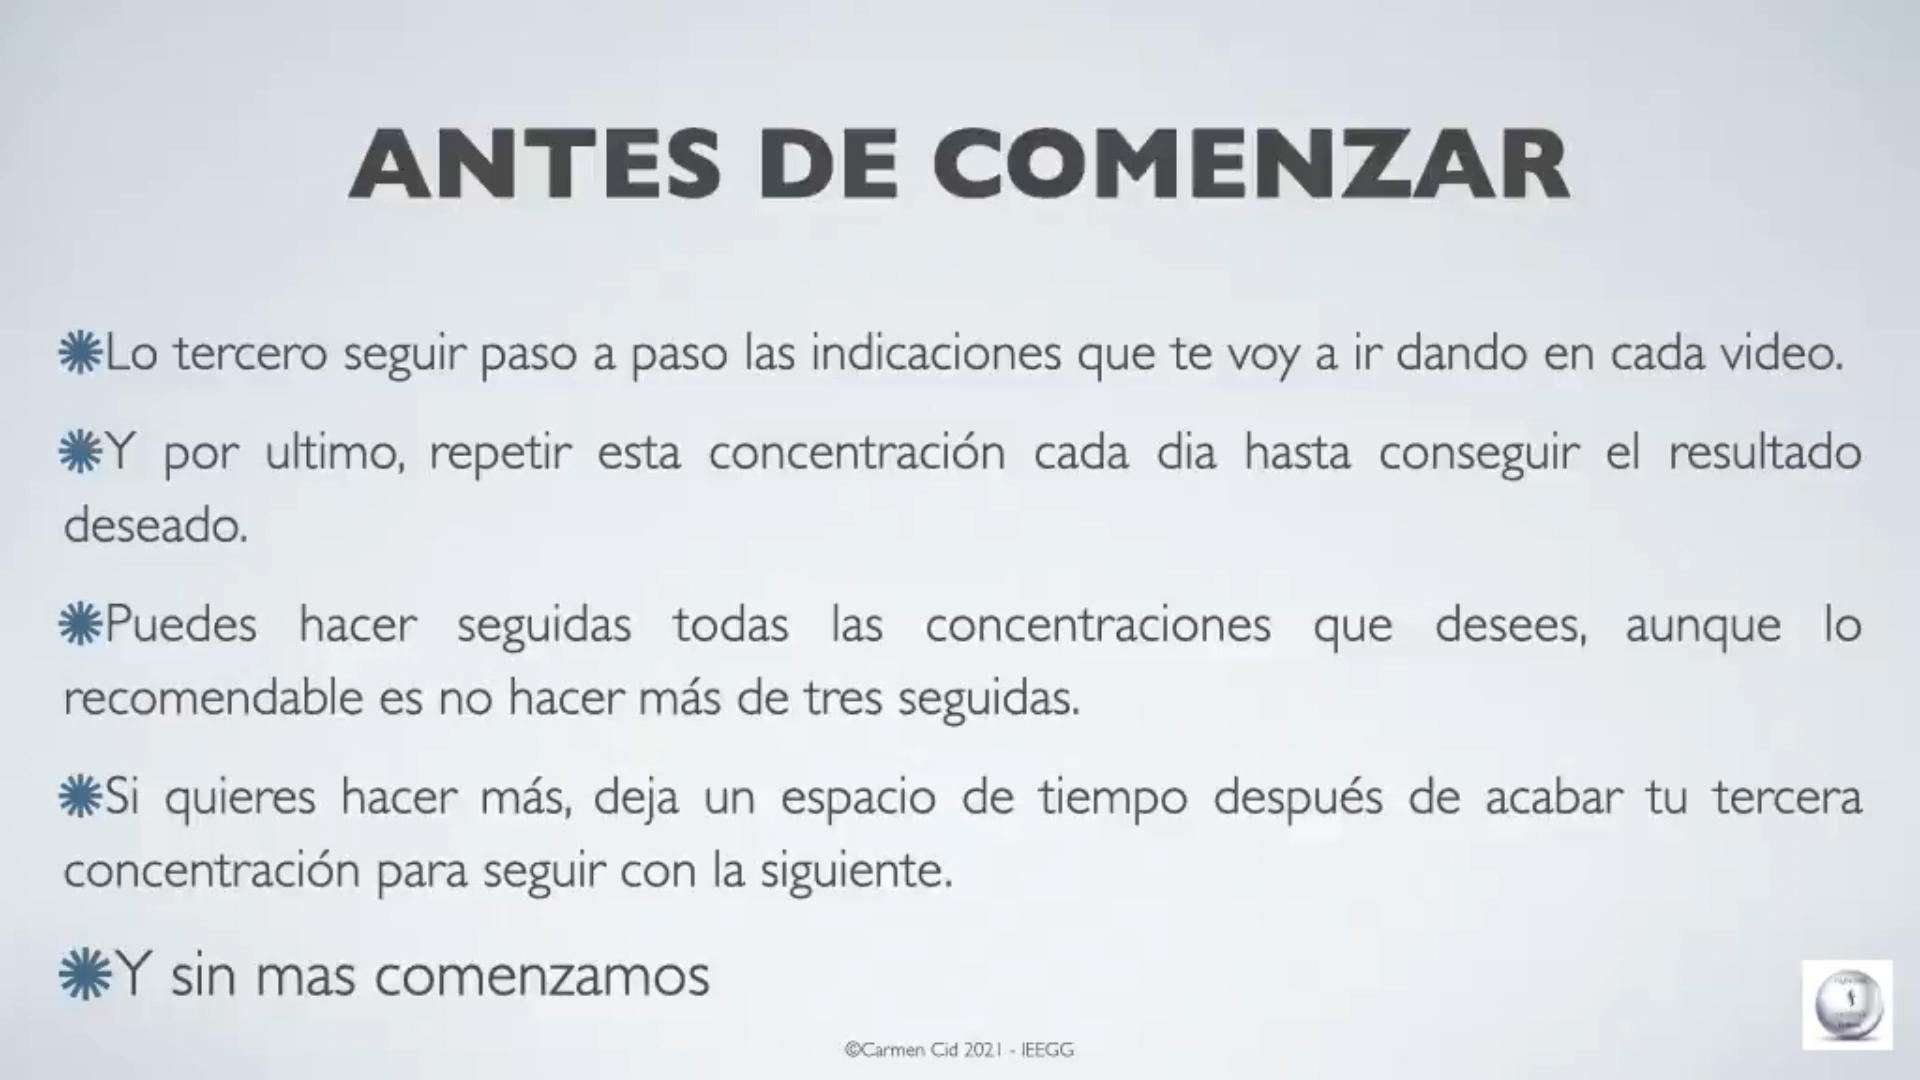 ANTES DE COMENZAR
Lo tercero seguir paso a paso las indicaciones que te voy a ir dando en cada video.
Y por ultimo, repetir esta concentración cada dia hasta conseguir el resultado
deseado.
Puedes hacer seguidas todas las concentraciones que desees, aunque lo
recomendable es no hacer más de tres seguidas.
Si quieres hacer más, deja un espacio de tiempo después de acabar tu tercera
concentración para seguir con la siguiente.
Y sin mas comenzamos
©Carmen Cid 2021 - IEEGG